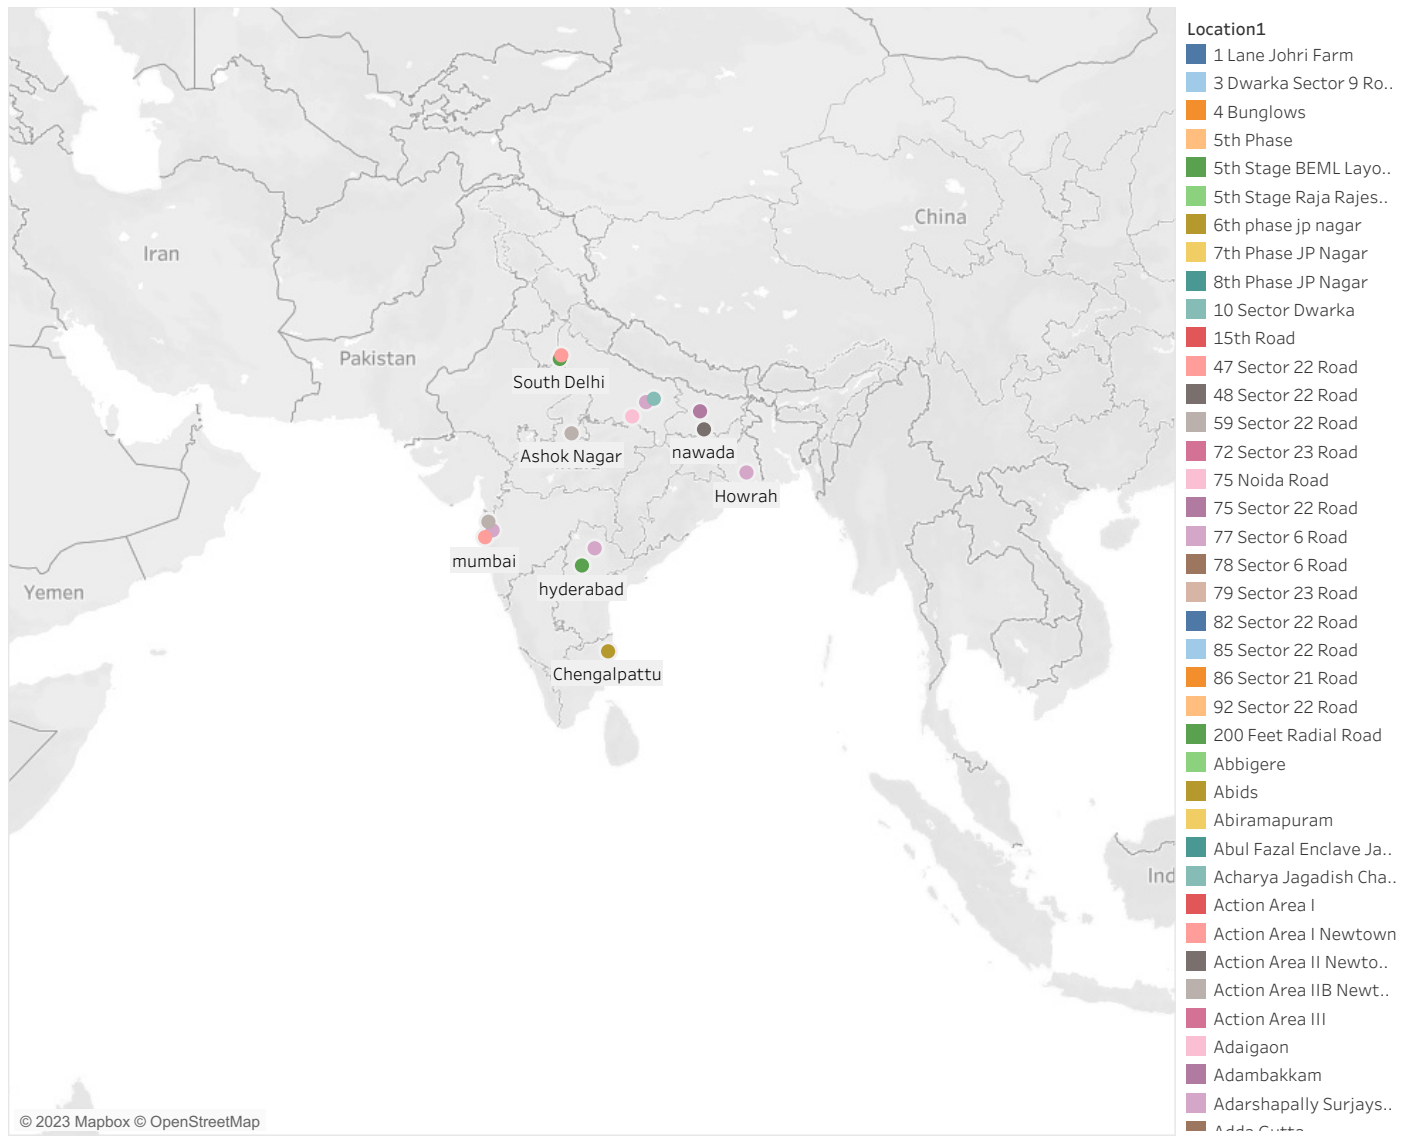 Iran
China
Pakistan
South Delhi
Ashok Nagar
nawada
Howrah
mumbai
hyderabad
Yemen
Chengalpattu
Ind
© 2023 Mapbox © OpenStreetMap
Location1
1 Lane Johri Farm
3 Dwarka Sector 9 Ro..
4 Bunglows
5th Phase
5th Stage BEML Layo..
5th Stage Raja Rajes..
6th phase jp nagar
7th Phase JP Nagar
8th Phase JP Nagar
10 Sector Dwarka
15th Road
47 Sector 22 Road
48 Sector 22 Road
59 Sector 22 Road
72 Sector 23 Road
75 Noida Road
75 Sector 22 Road
77 Sector 6 Road
78 Sector 6 Road
79 Sector 23 Road
82 Sector 22 Road
85 Sector 22 Road
86 Sector 21 Road
92 Sector 22 Road
200 Feet Radial Road
Abbigere
Abids
Abiramapuram
Abul Fazal Enclave Ja..
Acharya Jagadish Cha..
Action Area I
Action Area I Newtown
Action Area II Newto..
Action Area IIB Newt..
Action Area III
Adaigaon
Adambakkam
Adarshapally Surjays..